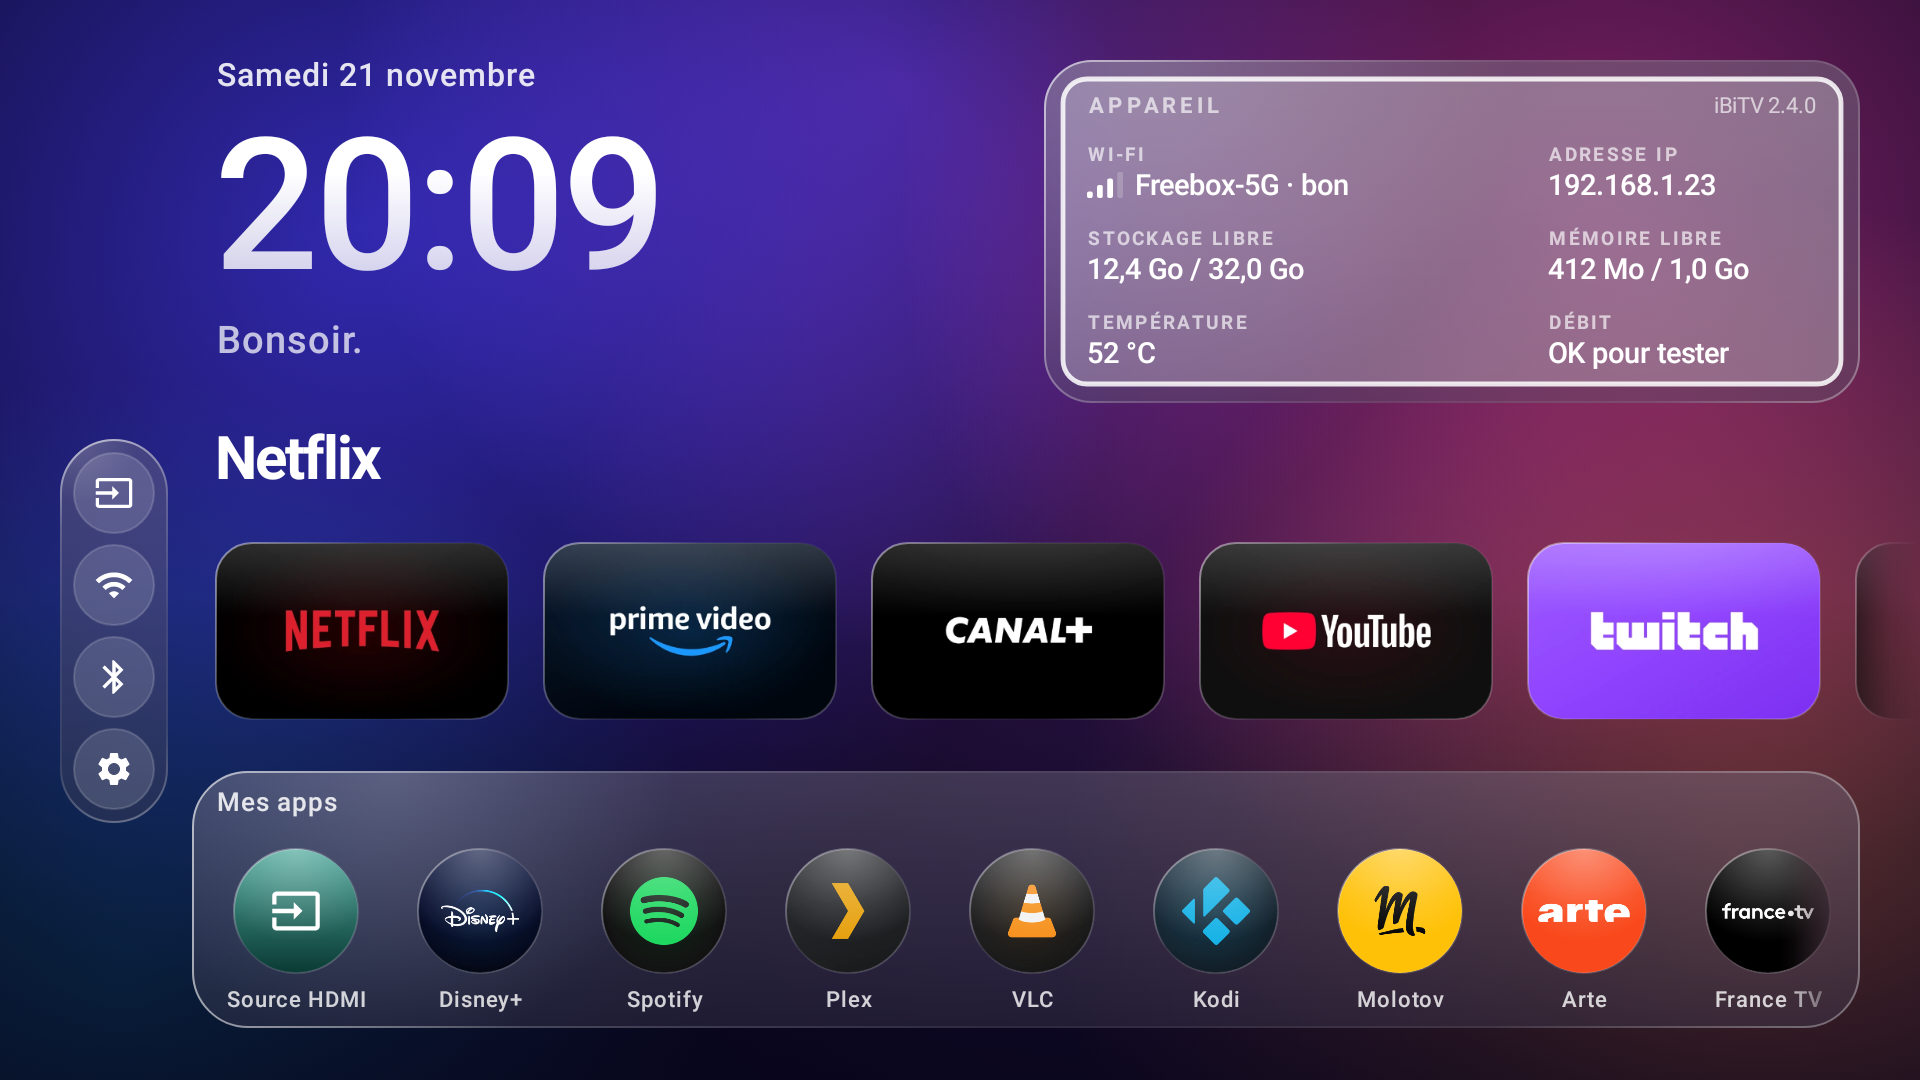 Samedi 21 novembre
20:09
Bonsoir.
APPAREIL
iBiTV 2.4.0
WI-FI
Freebox-5G · bon
ADRESSE IP
192.168.1.23
STOCKAGE LIBRE
12,4 Go / 32,0 Go
MÉMOIRE LIBRE
412 Mo / 1,0 Go
TEMPÉRATURE
52 °C
DÉBIT
OK pour tester
Netflix
NETFLIX
prime video
CANAL+
YouTube
twitch
Mes apps
Disney+
M.
arte
france•tv
Source HDMI
Disney+
Spotify
Plex
VLC
Kodi
Molotov
Arte
France TV